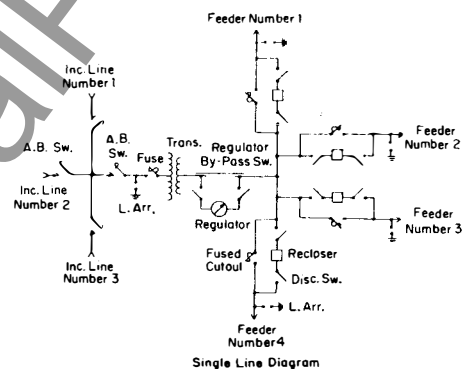 Feeder Number 1
Inc. Line
Number 1
A.B. Sw.
A.B.
Sw.
Fuse
Trans.
Regulator
By-Pass Sw.
Feeder
Number 2
Inc. Line
Number 2
L. Arr.
Regulator
Feeder
Number 3
Fused
Cutout
Recloser
Disc. Sw.
Inc. Line
Number 3
L. Arr.
Feeder
Number 4
Single Line Diagram